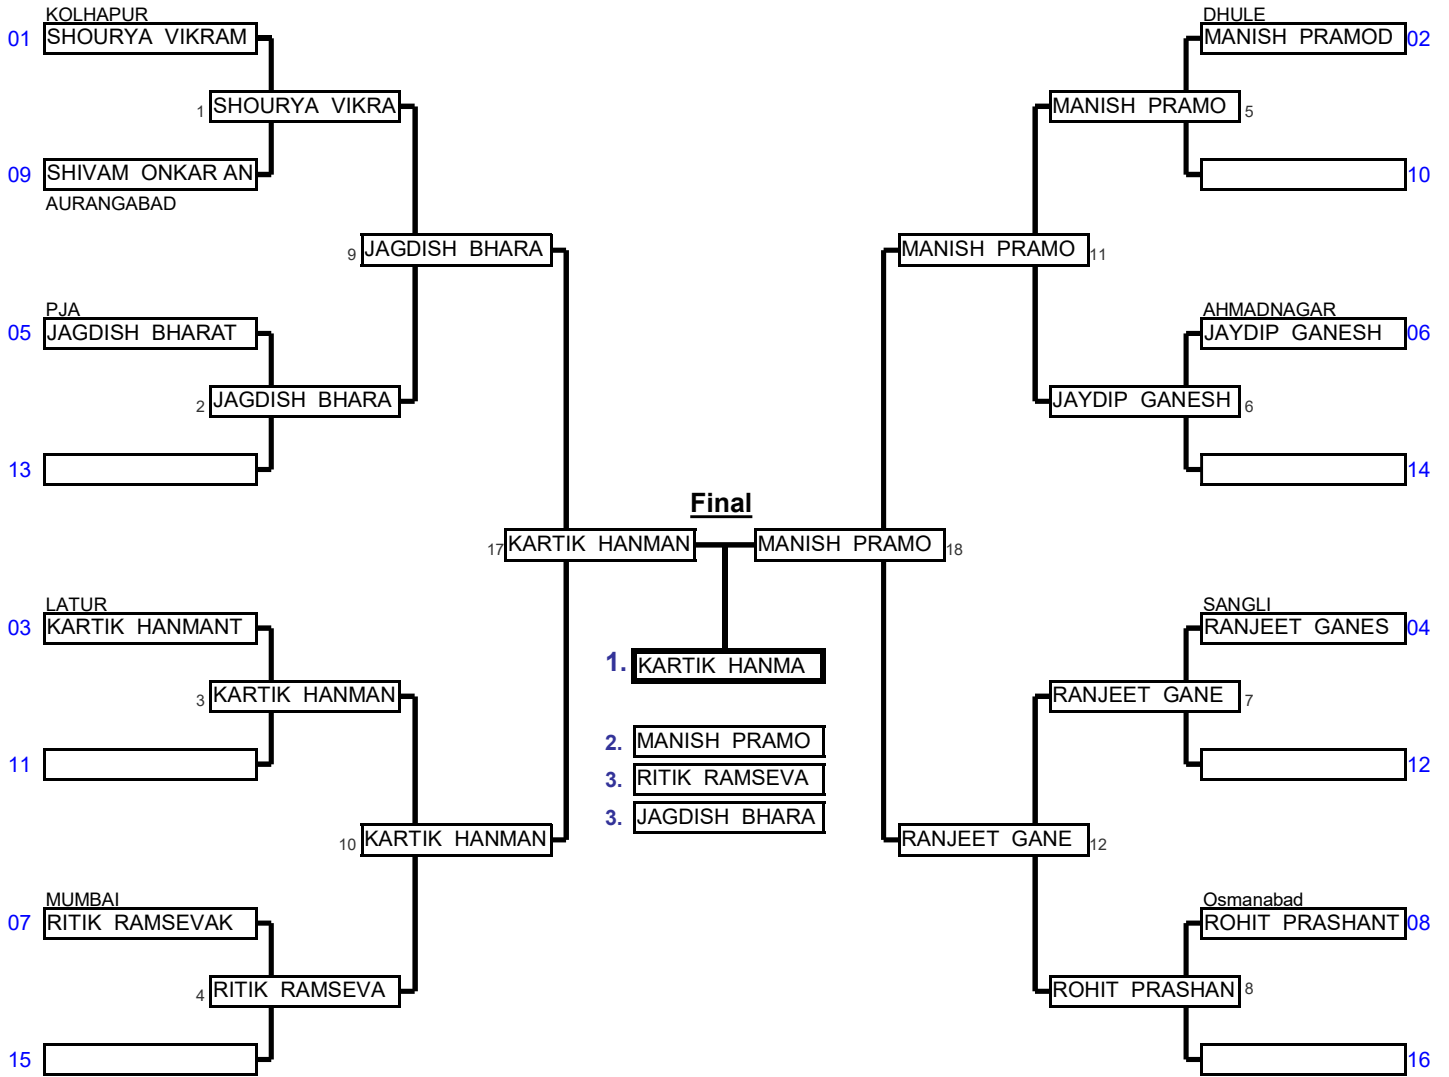 KOLHAPUR
01 SHOURYA VIKRAM
1 SHOURYA VIKRA
09 SHIVAM ONKAR AN
AURANGABAD
9 JAGDISH BHARA
PJA
05 JAGDISH BHARAT
2 JAGDISH BHARA
13
17 KARTIK HANMAN
LATUR
03 KARTIK HANMANT
3 KARTIK HANMAN
11
10 KARTIK HANMAN
MUMBAI
07 RITIK RAMSEVAK
4 RITIK RAMSEVA
15
Final
1. KARTIK HANMA
2. MANISH PRAMO
3. RITIK RAMSEVA
3. JAGDISH BHARA
DHULE
MANISH PRAMOD 02
MANISH PRAMO 5
10
MANISH PRAMO 11
AHMADNAGAR
JAYDIP GANESH 06
JAYDIP GANESH 6
14
MANISH PRAMO 18
SANGLI
RANJEET GANES 04
RANJEET GANE 7
12
RANJEET GANE 12
Osmanabad
ROHIT PRASHANT 08
ROHIT PRASHAN 8
16